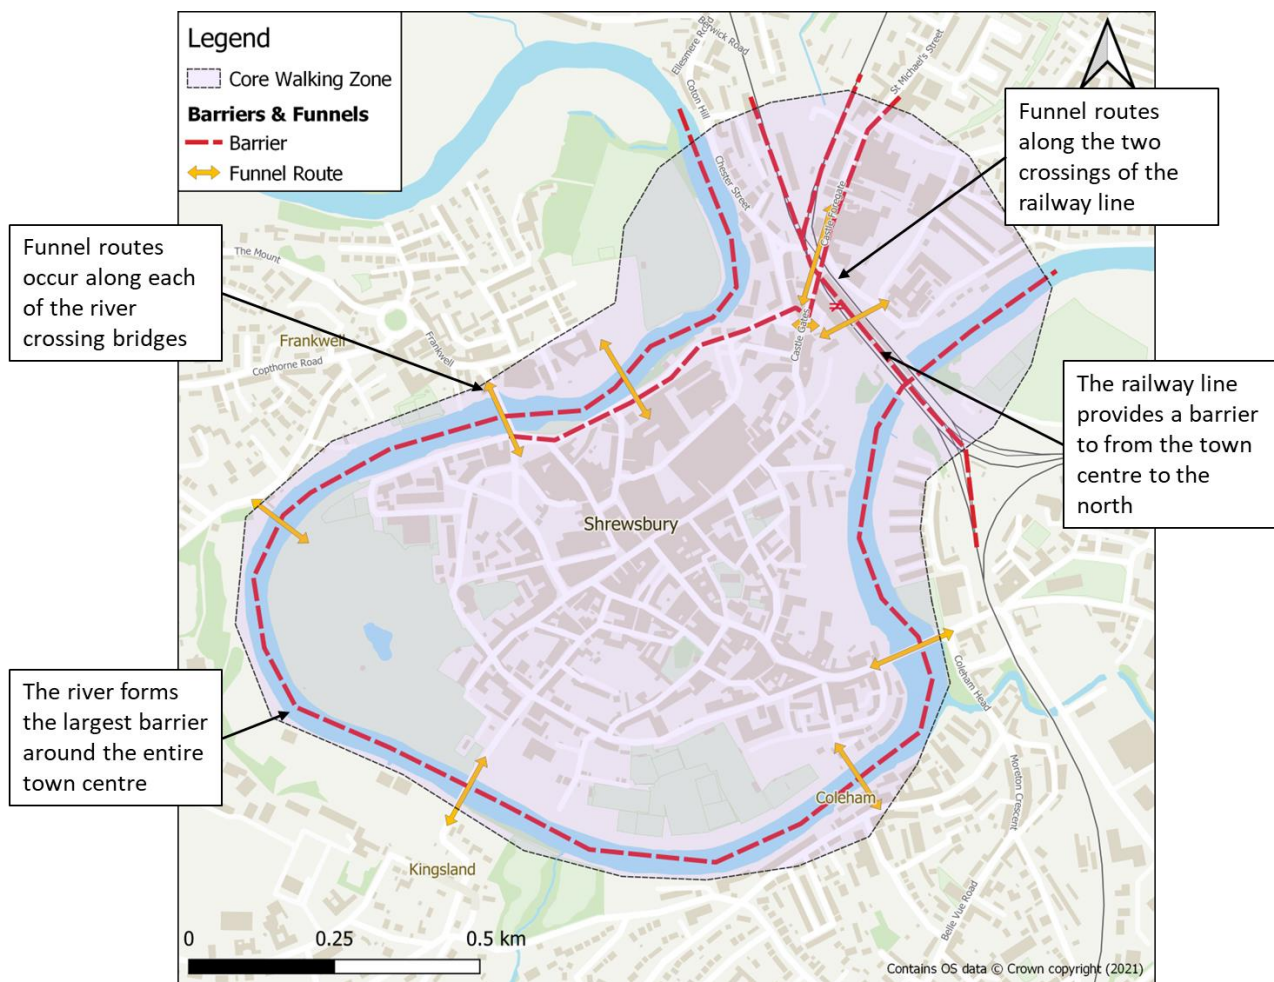 Legend
Core Walking Zone
Barriers & Funnels
Barrier
Funnel Route
Funnel routes
along the two
crossings of the
railway line
Funnel routes
occur along each
of the river
crossing bridges
The railway line
provides a barrier
to from the town
centre to the
north
The river forms
the largest barrier
around the entire
town centre
Ellesmere Rd
Berwick Road
Coton Hill
St Michael's Street
Chester Street
Castle Foregate
Castle Gates
The Mount
Frankwell
Frankwell
Copthorne Road
Shrewsbury
Coleham Head
Moreton Crescent
Coleham
Kingsland
Belle Vue Road
0 0.25 0.5 km
Contains OS data © Crown copyright (2021)